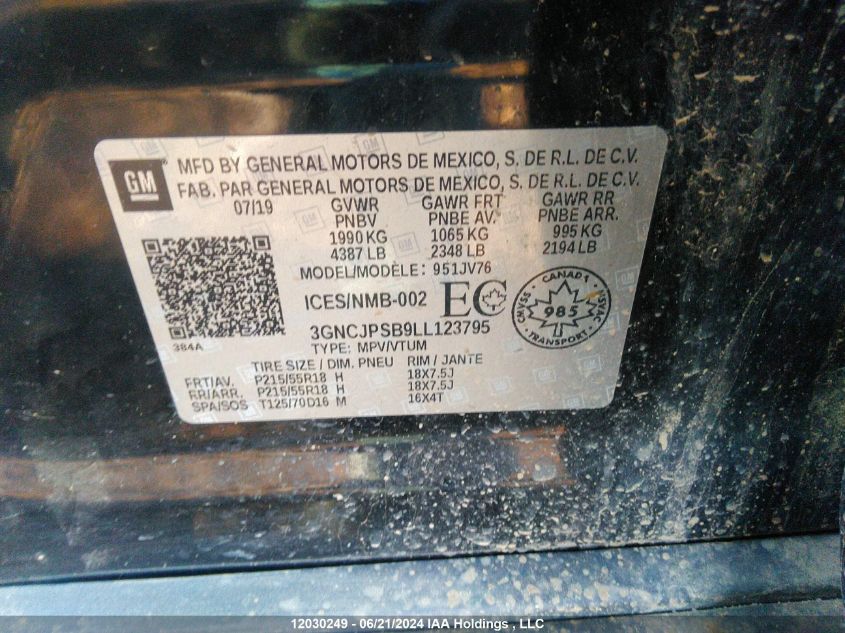 GM
MFD BY GENERAL MOTORS DE MEXICO, S. DE R.L. DE C.V.
FAB. PAR GENERAL MOTORS DE MEXICO, S. DE R.L. DE C.V.
07/19 GVWR GAWR FRT GAWR RR
PNBV PNBE AV. PNBE ARR.
1990 KG 1065 KG 995 KG
4387 LB 2348 LB 2194 LB
MODEL/MODÈLE: 951JV76
ICES/NMB-002 EC
CANADA
CMVSS 985 NSVAC
TRANSPORT
3GNCJPSB9LL123795
384A
TYPE: MPV/VTUM
TIRE SIZE / DIM. PNEU RIM / JANTE
FRT/AV. P215/55R18 H 18X7.5J
RR/ARR. P215/55R18 H 18X7.5J
SPA/SOS T125/70D16 M 16X4T
12030249 - 06/21/2024 IAA Holdings , LLC